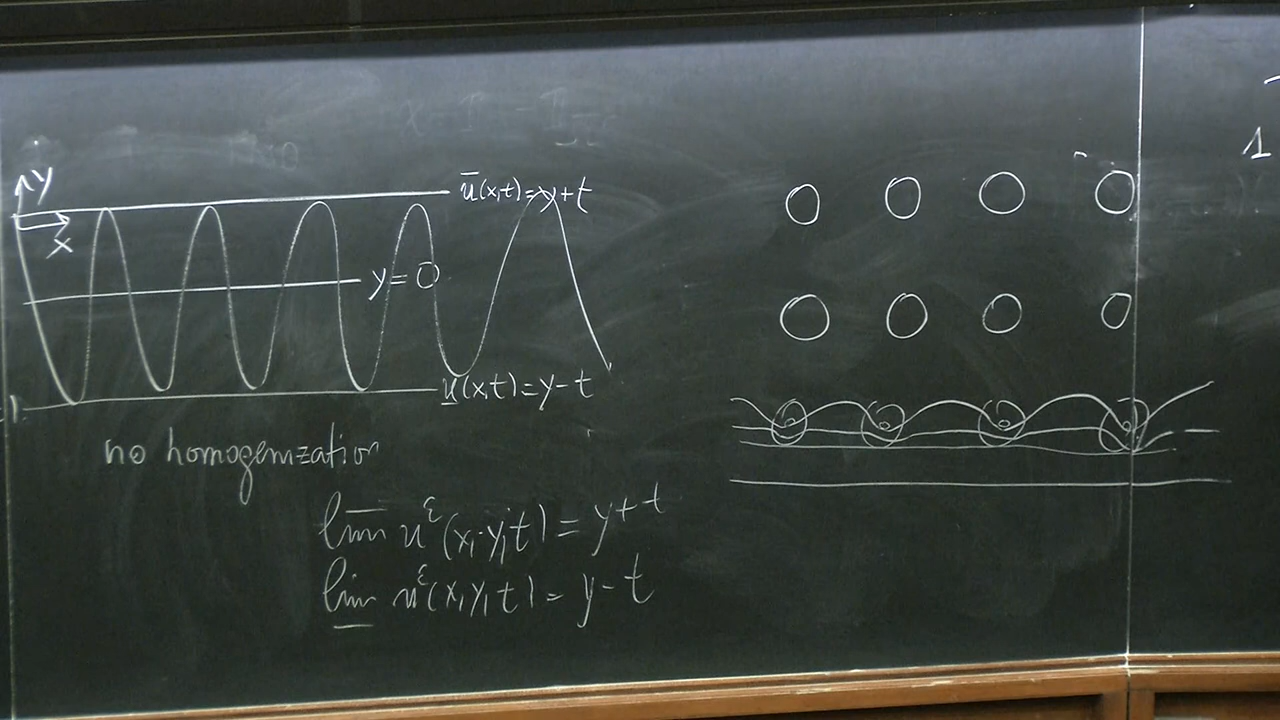 y
x
ū(x,t)=y+t
y=0
u̲(x,t)=y-t
no homogenization
lim̅ u^ε(x,y,t)=y+t
lim̲ u^ε(x,y,t)=y-t
1